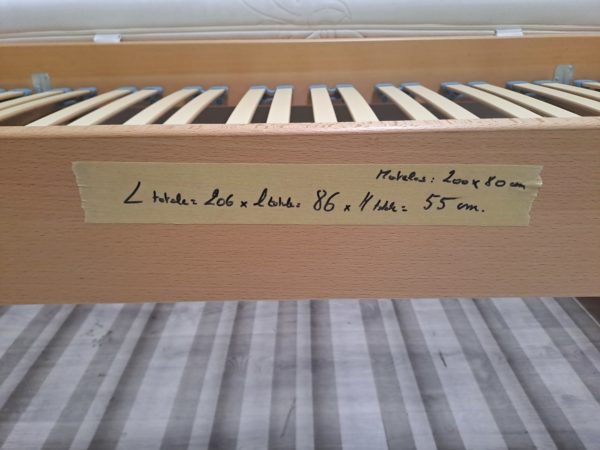 Matelas: 200 x 80 cm
L totale = 206 x l totale = 86 x H totale = 55 cm.